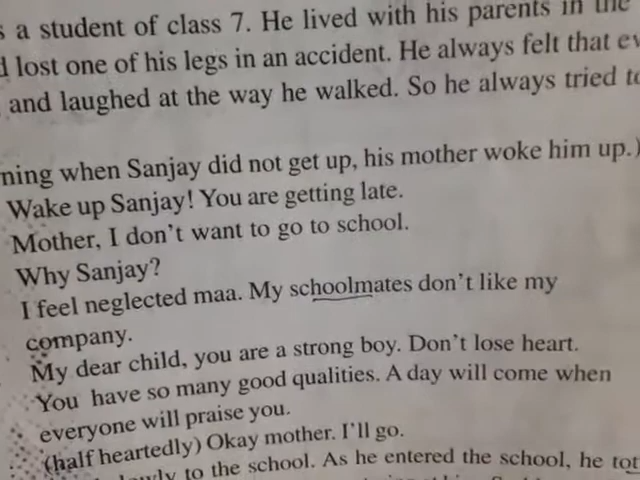 a student of class 7. He lived with his parents in the
lost one of his legs in an accident. He always felt that
and laughed at the way he walked. So he always tried
ning when Sanjay did not get up, his mother woke him up.)
Wake up Sanjay! You are getting late.
Mother, I don't want to go to school.
Why Sanjay?
I feel neglected maa. My schoolmates don't like my
company.
My dear child, you are a strong boy. Don't lose heart.
You have so many good qualities. A day will come when
everyone will praise you.
(half heartedly) Okay mother. I'll go.
to the school. As he entered the school, he